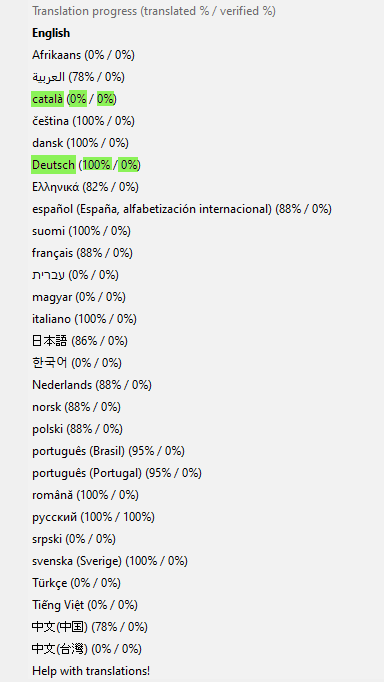 Translation progress (translated % / verified %)
English
Afrikaans (0% / 0%)
العربية (78% / 0%)
català (0% / 0%)
čeština (100% / 0%)
dansk (100% / 0%)
Deutsch (100% / 0%)
Ελληνικά (82% / 0%)
español (España, alfabetización internacional) (88% / 0%)
suomi (100% / 0%)
français (88% / 0%)
עברית (0% / 0%)
magyar (0% / 0%)
italiano (100% / 0%)
日本語 (86% / 0%)
한국어 (0% / 0%)
Nederlands (88% / 0%)
norsk (88% / 0%)
polski (88% / 0%)
português (Brasil) (95% / 0%)
português (Portugal) (95% / 0%)
română (100% / 0%)
русский (100% / 100%)
srpski (0% / 0%)
svenska (Sverige) (100% / 0%)
Türkçe (0% / 0%)
Tiếng Việt (0% / 0%)
中文(中国) (78% / 0%)
中文(台灣) (0% / 0%)
Help with translations!